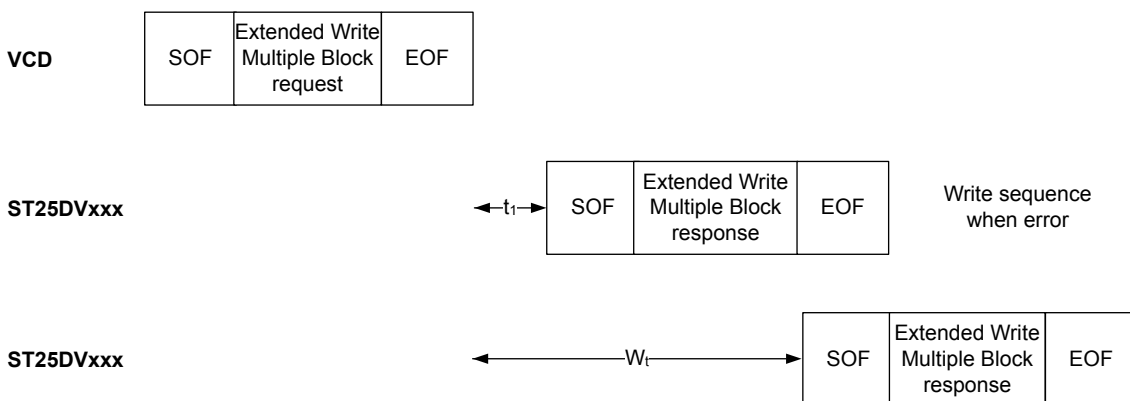 VCD
SOF
Extended Write
Multiple Block
request
EOF
ST25DVxxx
t1
SOF
Extended Write
Multiple Block
response
EOF
Write sequence
when error
ST25DVxxx
Wt
SOF
Extended Write
Multiple Block
response
EOF